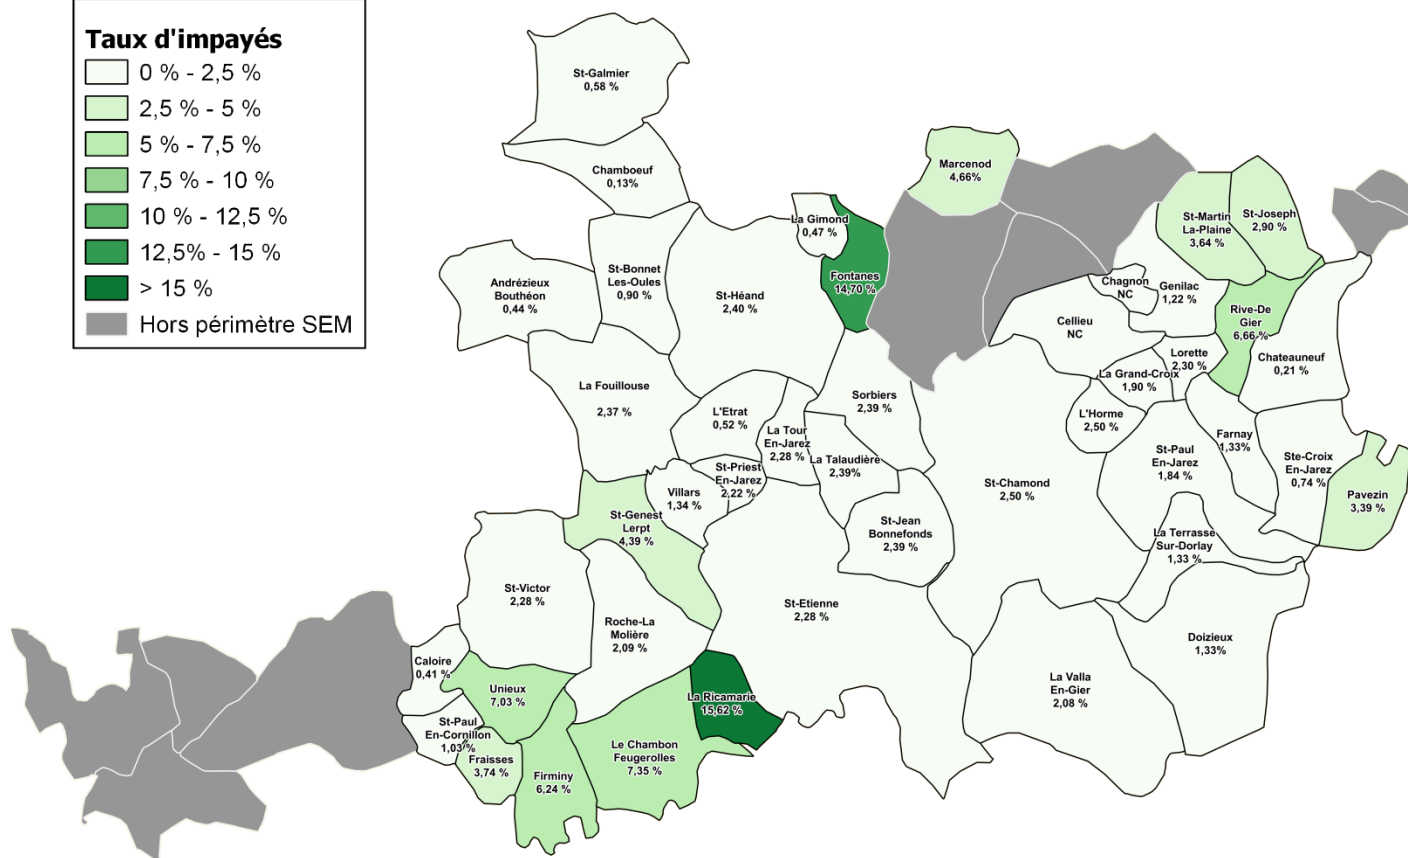 Taux d'impayés
0 % - 2,5 %
2,5 % - 5 %
5 % - 7,5 %
7,5 % - 10 %
10 % - 12,5 %
12,5% - 15 %
> 15 %
Hors périmètre SEM
St-Galmier
0,58 %
Chamboeuf
0,13%
Marcenod
4,66%
La Gimond
0,47 %
St-Martin
La-Plaine
3,64 %
St-Joseph
2,90 %
Andrézieux
Bouthéon
0,44 %
St-Bonnet
Les-Oules
0,90 %
St-Héand
2,40 %
Fontanes
14,70 %
Chagnon
NC
Genilac
1,22 %
Cellieu
NC
Rive-De
Gier
6,66 %
Lorette
2,30 %
Chateauneuf
0,21 %
La Grand-Croix
1,90 %
La Fouillouse
2,37 %
L'Etrat
0,52 %
Sorbiers
2,39 %
L'Horme
2,50 %
La Tour
En-Jarez
2,28 %
La Talaudière
2,39%
St-Paul
En-Jarez
1,84 %
Farnay
1,33%
Ste-Croix
En-Jarez
0,74 %
Pavezin
3,39 %
St-Priest
En-Jarez
2,22 %
Villars
1,34 %
St-Chamond
2,50 %
St-Genest
Lerpt
4,39 %
St-Jean
Bonnefonds
2,39 %
La Terrasse
Sur-Dorlay
1,33 %
St-Victor
2,28 %
Roche-La
Molière
2,09 %
St-Etienne
2,28 %
Doizieux
1,33%
Caloire
0,41 %
Unieux
7,03 %
La Ricamarie
15,62 %
La Valla
En-Gier
2,08 %
St-Paul
En-Cornillon
1,03 %
Fraisses
3,74 %
Firminy
6,24 %
Le Chambon
Feugerolles
7,35 %